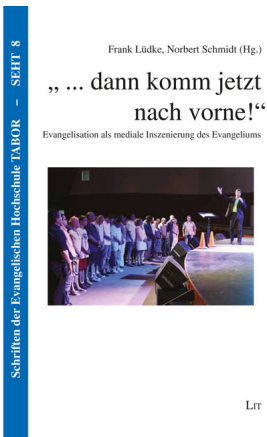 Schriften der Evangelischen Hochschule TABOR – SEHT 8
Frank Lüdke, Norbert Schmidt (Hg.)
„ ... dann komm jetzt
nach vorne!“
Evangelisation als mediale Inszenierung des Evangeliums
LIT